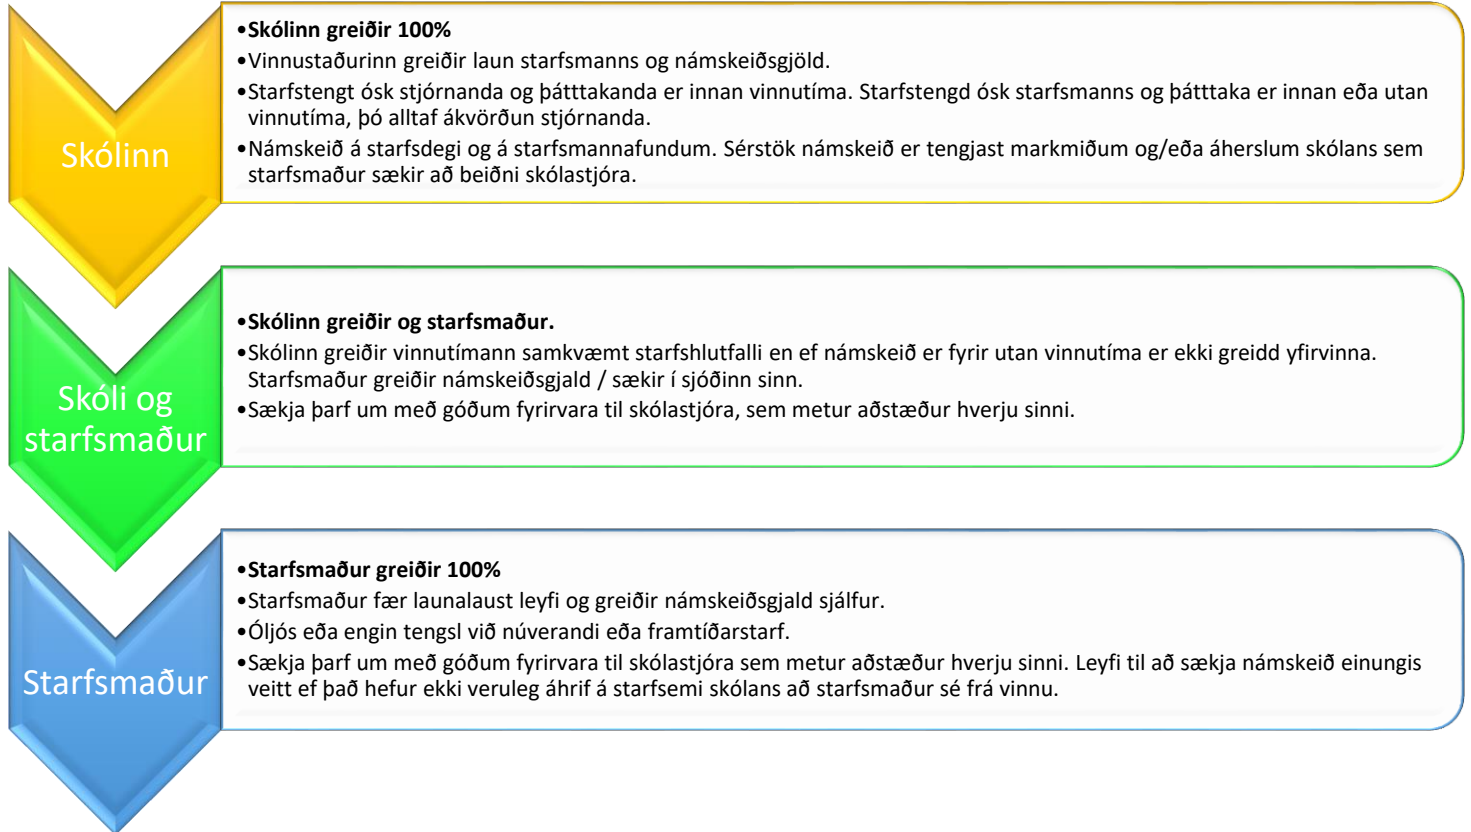 Skólinn
•Skólinn greiðir 100%
•Vinnustaðurinn greiðir laun starfsmanns og námskeiðsgjöld.
•Starfstengt ósk stjórnanda og þátttakanda er innan vinnutíma. Starfstengd ósk starfsmanns og þátttaka er innan eða utan
vinnutíma, þó alltaf ákvörðun stjórnanda.
•Námskeið á starfsdegi og á starfsmannafundum. Sérstök námskeið er tengjast markmiðum og/eða áherslum skólans sem
starfsmaður sækir að beiðni skólastjóra.
Skóli og
starfsmaður
•Skólinn greiðir og starfsmaður.
•Skólinn greiðir vinnutímann samkvæmt starfshlutfalli en ef námskeið er fyrir utan vinnutíma er ekki greidd yfirvinna.
Starfsmaður greiðir námskeiðsgjald / sækir í sjóðinn sinn.
•Sækja þarf um með góðum fyrirvara til skólastjóra, sem metur aðstæður hverju sinni.
Starfsmaður
•Starfsmaður greiðir 100%
•Starfsmaður fær launalaust leyfi og greiðir námskeiðsgjald sjálfur.
•Óljós eða engin tengsl við núverandi eða framtíðarstarf.
•Sækja þarf um með góðum fyrirvara til skólastjóra sem metur aðstæður hverju sinni. Leyfi til að sækja námskeið einungis
veitt ef það hefur ekki veruleg áhrif á starfsemi skólans að starfsmaður sé frá vinnu.